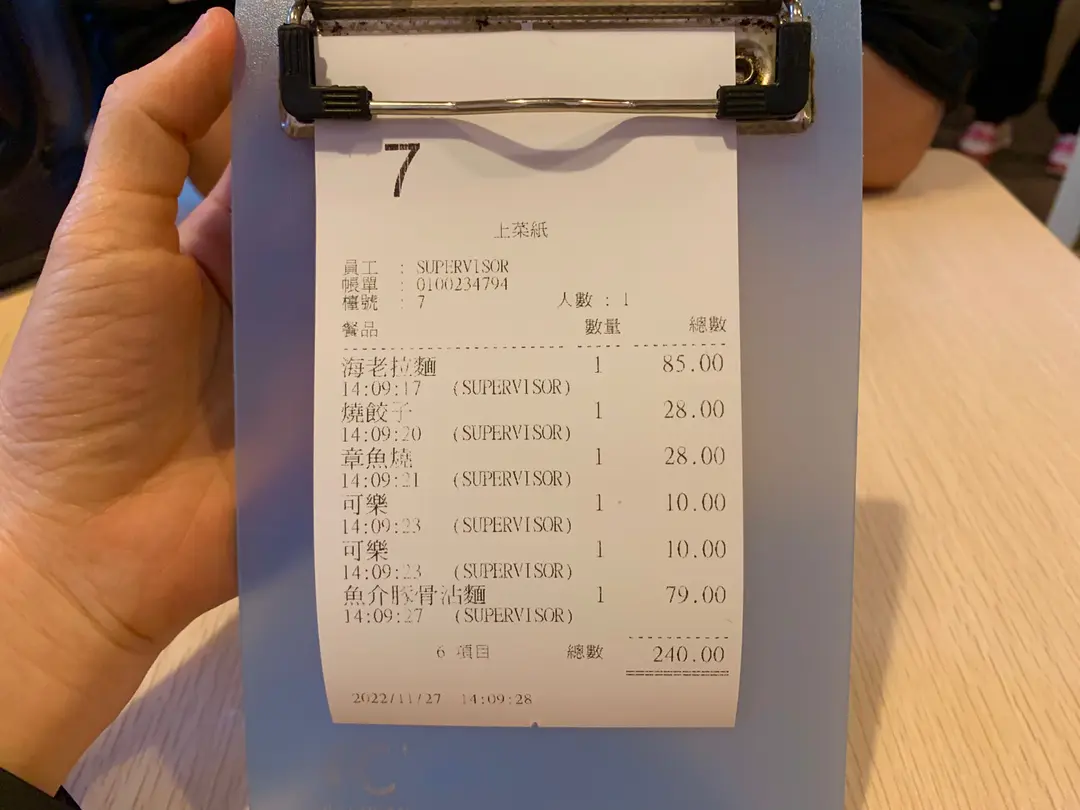 7
上菜紙
員工 : SUPERVISOR
帳單 : 0100234794
檯號 : 7 人數 : 1
餐品 數量 總數
海老拉麵 1 85.00
14:09:17 (SUPERVISOR)
燒餃子 1 28.00
14:09:20 (SUPERVISOR)
章魚燒 1 28.00
14:09:21 (SUPERVISOR)
可樂 1 10.00
14:09:23 (SUPERVISOR)
可樂 1 10.00
14:09:23 (SUPERVISOR)
魚介豚骨沾麵 1 79.00
14:09:27 (SUPERVISOR)
6 項目 總數 240.00
2022/11/27 14:09:28